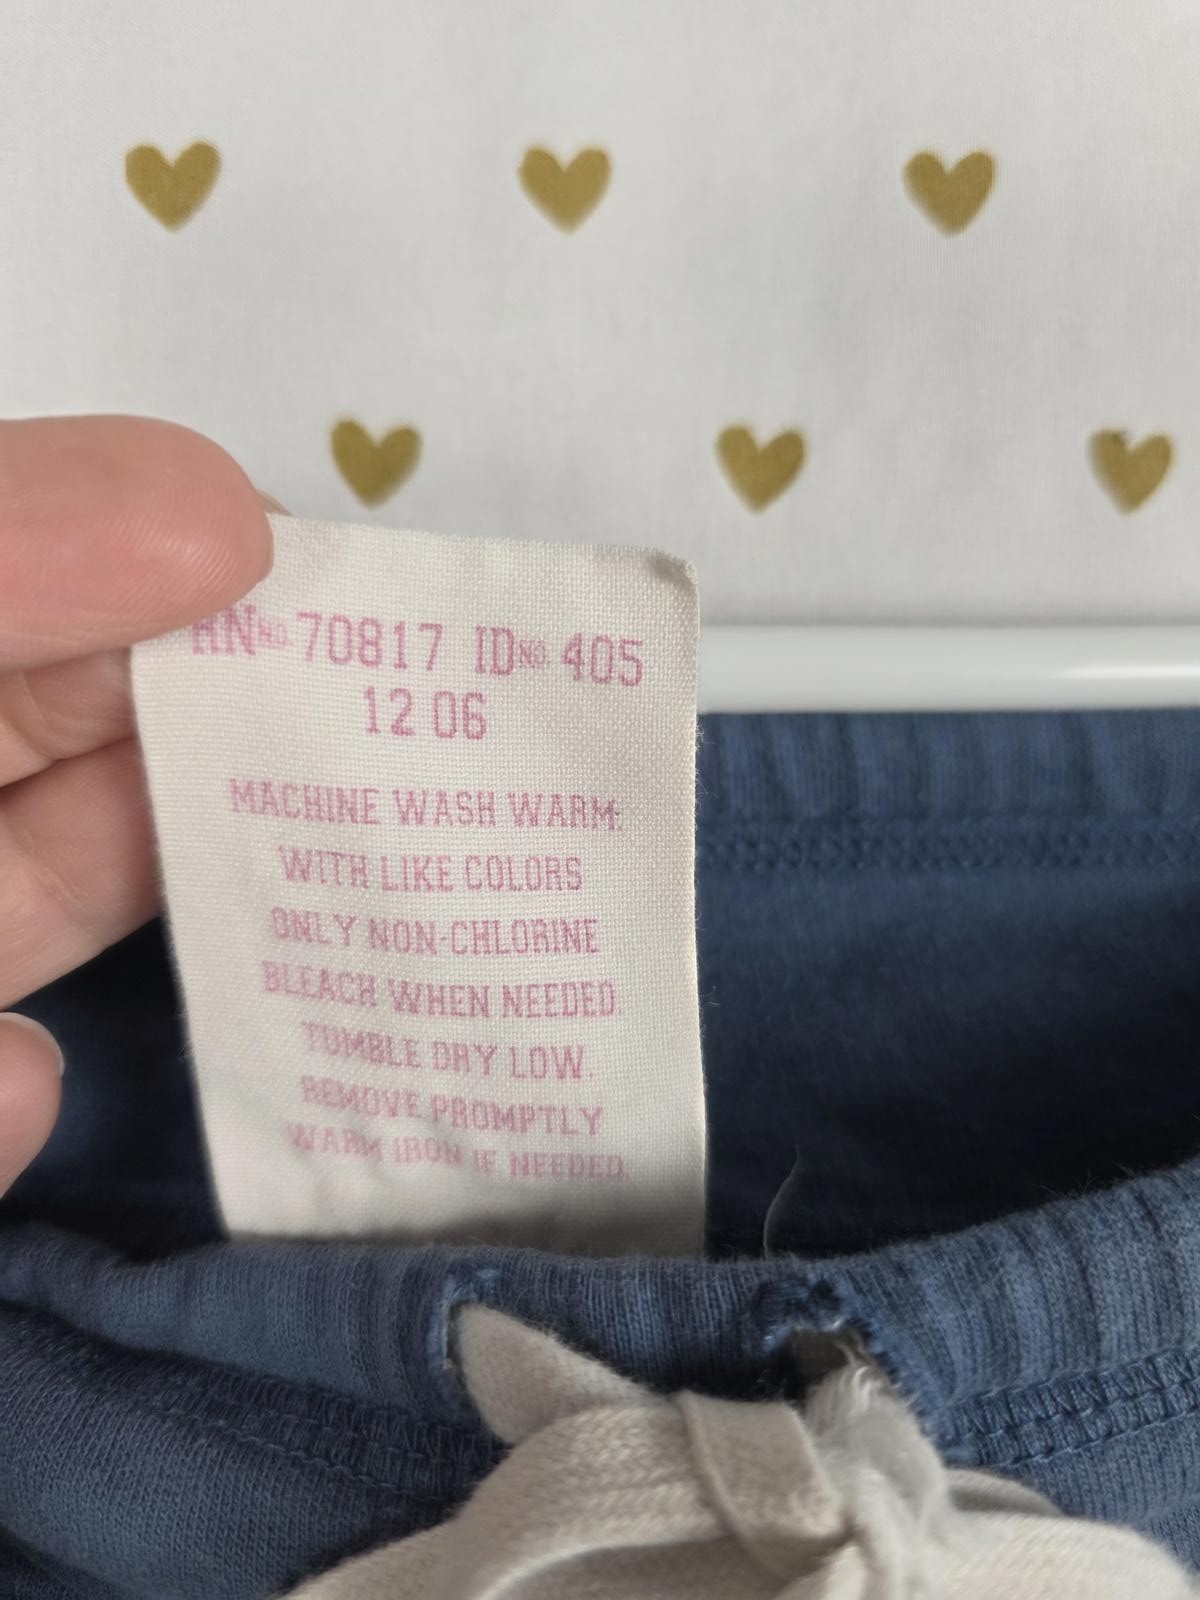 RN NO. 70817 ID NO. 405
12 06
MACHINE WASH WARM.
WITH LIKE COLORS
ONLY NON-CHLORINE
BLEACH WHEN NEEDED.
TUMBLE DRY LOW.
REMOVE PROMPTLY
WARM IRON IF NEEDED.